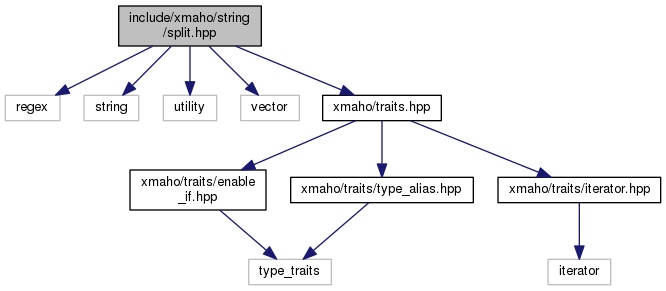 include/xmaho/string
/split.hpp
regex
string
utility
vector
xmaho/traits.hpp
xmaho/traits/enable
_if.hpp
xmaho/traits/type_alias.hpp
xmaho/traits/iterator.hpp
type_traits
iterator